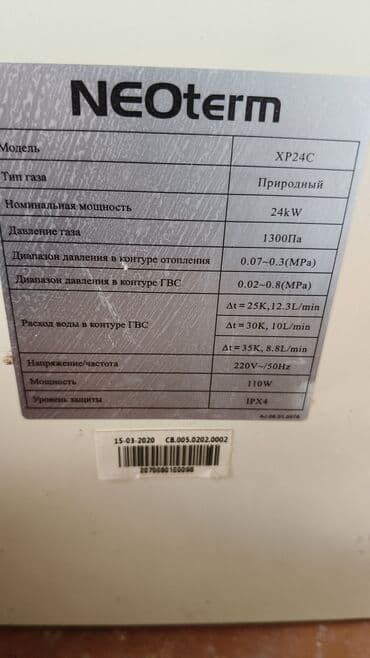 NEOterm
Модель XP24C
Тип газа Природный
Номинальная мощность 24kW
Давление газа 1300Па
Диапазон давления в контуре отопления 0.07~0.3(MPa)
Диапазон давления в контуре ГВС 0.02~0.8(MPa)
Расход воды в контуре ГВС Δt = 25K,12.3L/min
Δt = 30K, 10L/min
Δt = 35K, 8.8L/min
Напряжение/частота 220V~/50Hz
Мощность 110W
Уровень защиты IPX4
15-03-2020 CB.005.0202.0002